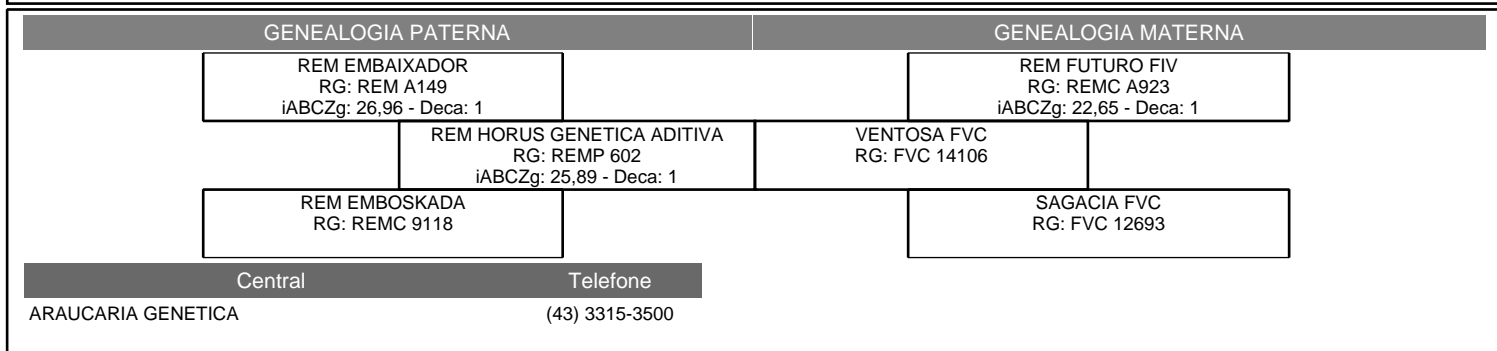 GENEALOGIA PATERNA
GENEALOGIA MATERNA
REM EMBAIXADOR
RG: REM A149
iABCZg: 26,96 - Deca: 1
REM FUTURO FIV
RG: REMC A923
iABCZg: 22,65 - Deca: 1
REM HORUS GENETICA ADITIVA
RG: REMP 602
iABCZg: 25,89 - Deca: 1
VENTOSA FVC
RG: FVC 14106
REM EMBOSKADA
RG: REMC 9118
SAGACIA FVC
RG: FVC 12693
Central Telefone
ARAUCARIA GENETICA (43) 3315-3500